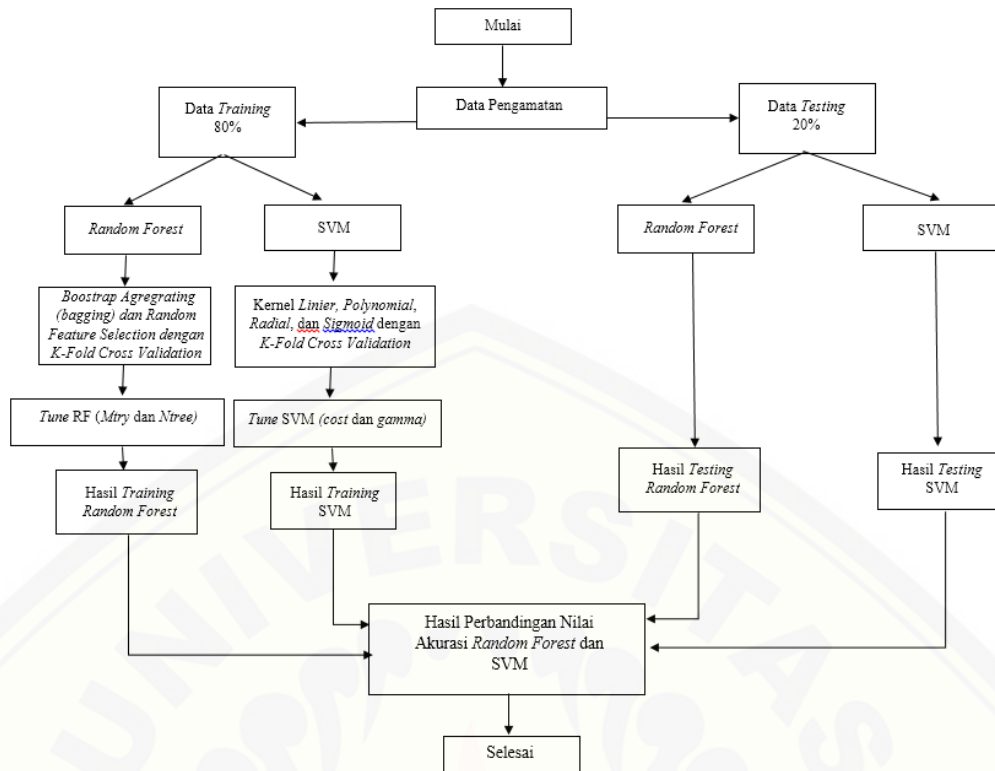 Mulai
Data Pengamatan
Data Training
80%
Data Testing
20%
Random Forest
SVM
Random Forest
SVM
Boostrap Agregrating
(bagging) dan Random
Feature Selection dengan
K-Fold Cross Validation
Kernel Linier, Polynomial,
Radial, dan Sigmoid dengan
K-Fold Cross Validation
Tune RF (Mtry dan Ntree)
Tune SVM (cost dan gamma)
Hasil Training
Random Forest
Hasil Training
SVM
Hasil Testing
Random Forest
Hasil Testing
SVM
Hasil Perbandingan Nilai
Akurasi Random Forest dan
SVM
Selesai
UNIVERSITAS